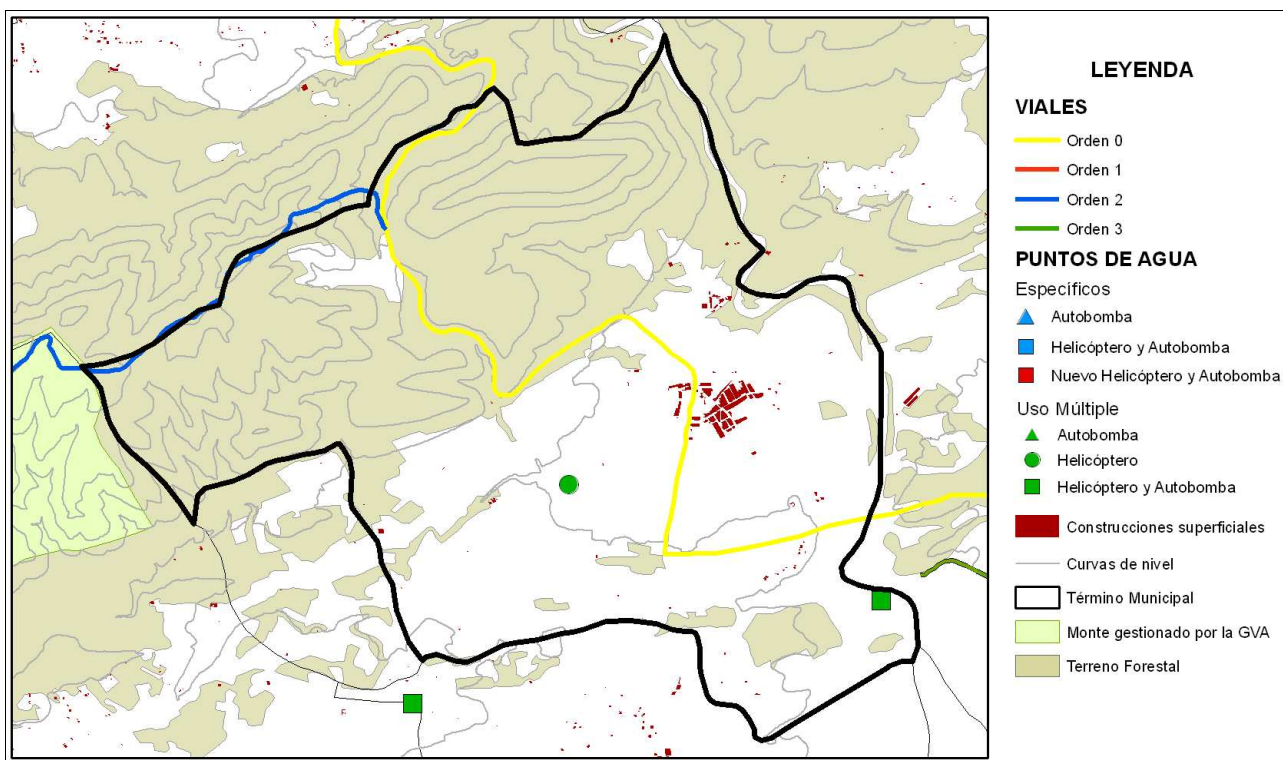 LEYENDA
VIALES
Orden 0
Orden 1
Orden 2
Orden 3
PUNTOS DE AGUA
Específicos
Autobomba
Helicóptero y Autobomba
Nuevo Helicóptero y Autobomba
Uso Múltiple
Autobomba
Helicóptero
Helicóptero y Autobomba
Construcciones superficiales
Curvas de nivel
Término Municipal
Monte gestionado por la GVA
Terreno Forestal